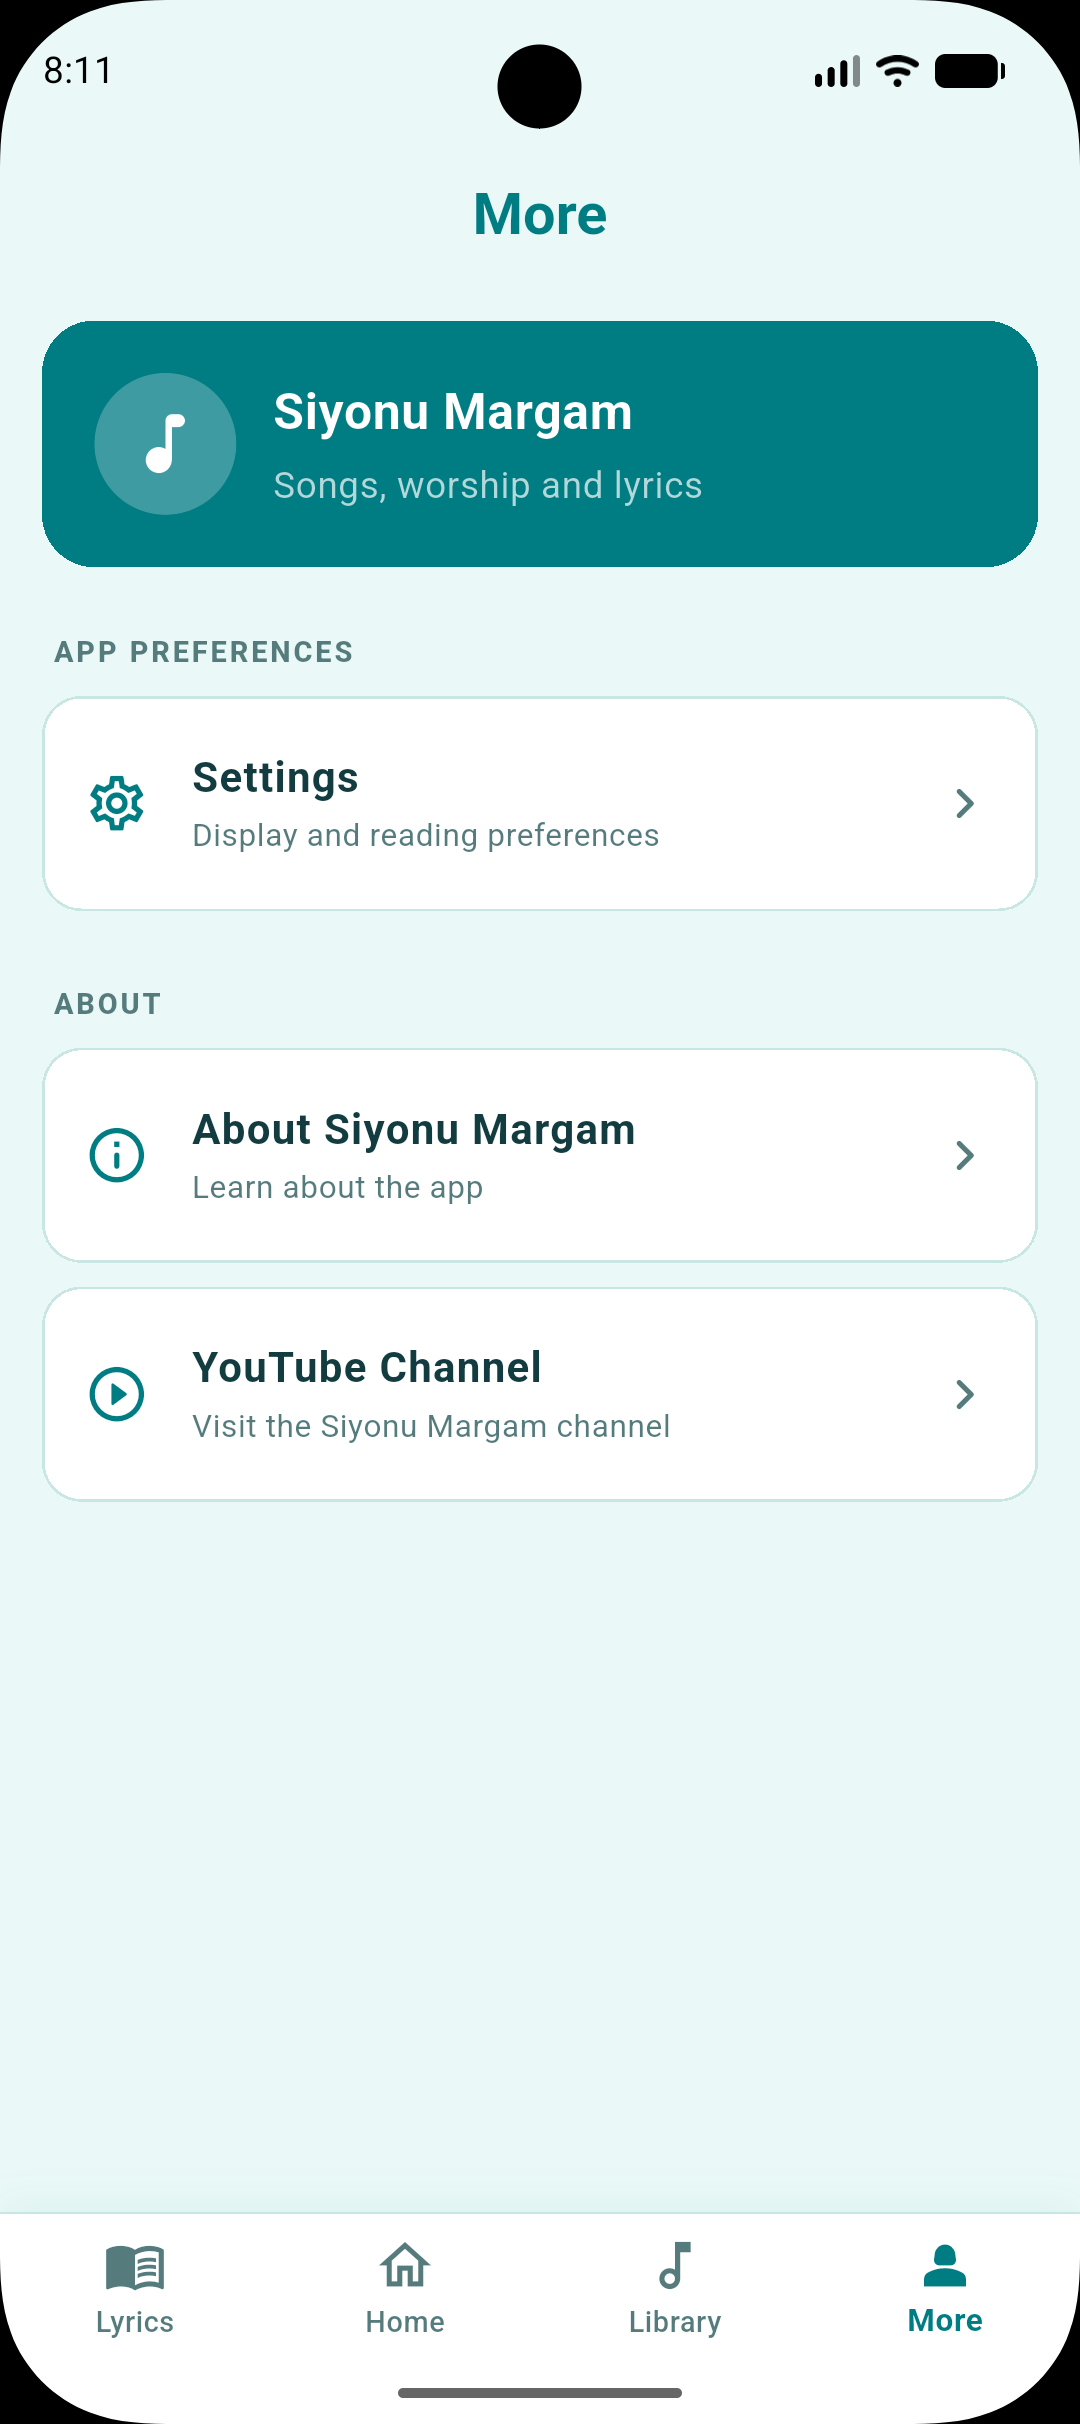 8:11
More
Siyonu Margam
Songs, worship and lyrics
APP PREFERENCES
Settings
Display and reading preferences
ABOUT
About Siyonu Margam
Learn about the app
YouTube Channel
Visit the Siyonu Margam channel
Lyrics
Home
Library
More